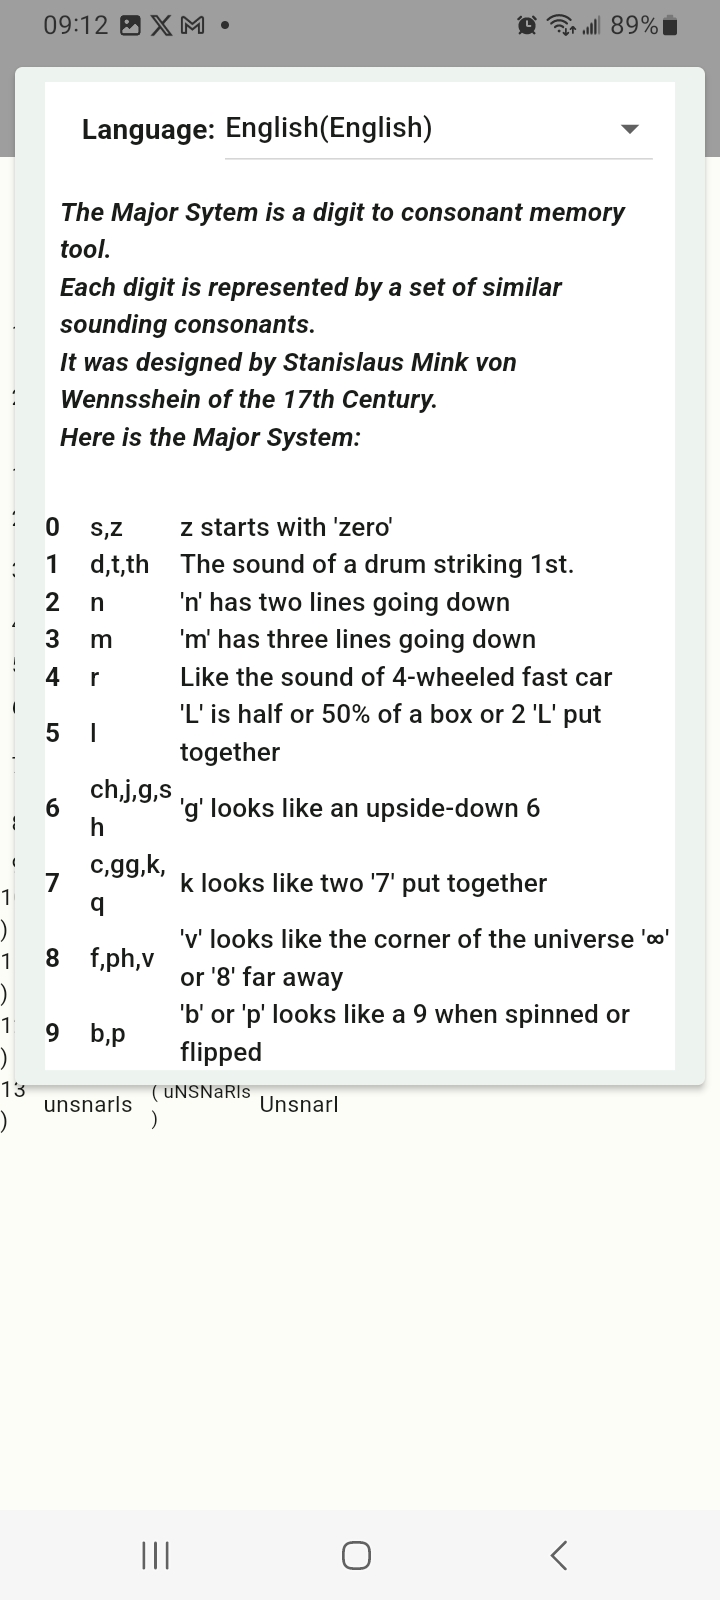 09:12
89%
Language: English(English)
The Major Sytem is a digit to consonant memory
tool.
Each digit is represented by a set of similar
sounding consonants.
It was designed by Stanislaus Mink von
Wennsshein of the 17th Century.
Here is the Major System:
0 s,z z starts with 'zero'
1 d,t,th The sound of a drum striking 1st.
2 n 'n' has two lines going down
3 m 'm' has three lines going down
4 r Like the sound of 4-wheeled fast car
5 l 'L' is half or 50% of a box or 2 'L' put
together
6 ch,j,g,s
h 'g' looks like an upside-down 6
7 c,gg,k,
q k looks like two '7' put together
8 f,ph,v 'v' looks like the corner of the universe '∞'
or '8' far away
9 b,p 'b' or 'p' looks like a 9 when spinned or
flipped
13
) unsnarls ( uNSNaRls
) Unsnarl